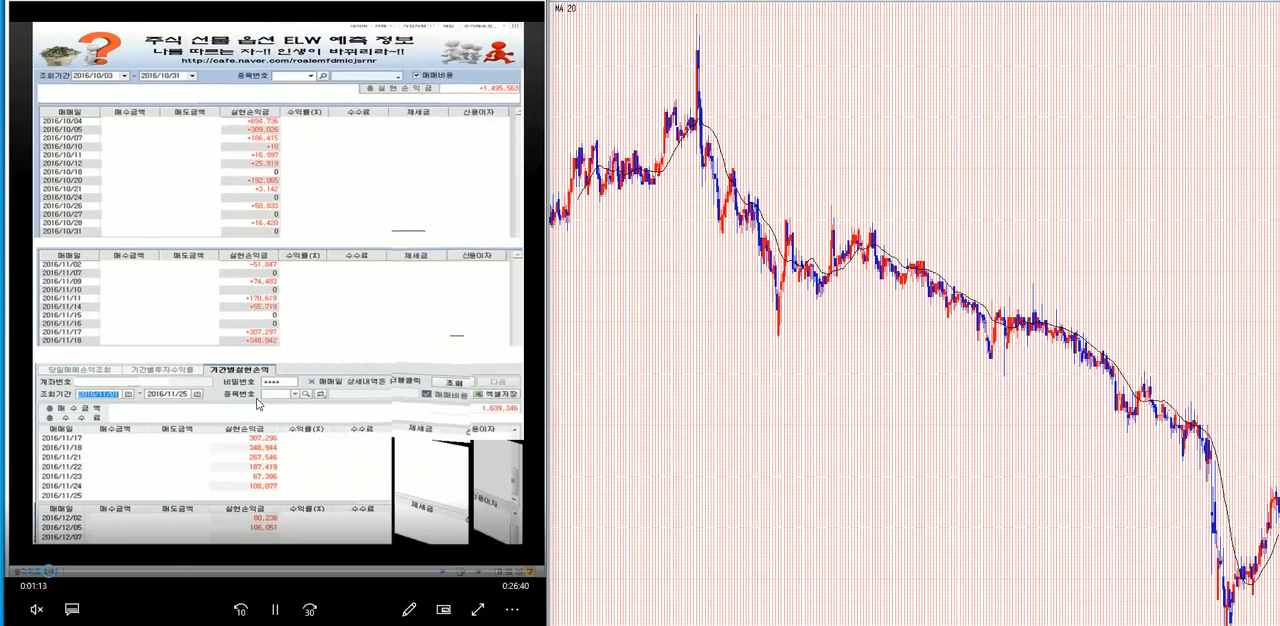 주식 선물 옵션 ELW 예측 정보
나를 따르는 자~!! 인생이 바뀌리라~!!
조회기간 2016/10/03 - 2016/10/31 종목번호 매매비용
총 실 현 손 익 금 +1,495,563
매매일 매수금액 매도금액 실현손익금 수익률(%) 수수료 제세금 신용이자
2016/10/04 +694,736
2016/10/05 +309,026
2016/10/07 +186,415
2016/10/10 +10
2016/10/11 +16,997
2016/10/12 +25,919
2016/10/18 0
2016/10/20 +192,065
2016/10/21 +3,142
2016/10/24 0
2016/10/26 +50,833
2016/10/27 0
2016/10/28 +16,420
2016/10/31 0
매매일 매수금액 매도금액 실현손익금 수익률(%) 수수료 제세금 신용이자
2016/11/02 +51,847
2016/11/07 0
2016/11/09 +74,483
2016/11/10 0
2016/11/11 +170,619
2016/11/14 +55,719
2016/11/15 0
2016/11/16 0
2016/11/17 +307,297
2016/11/18 +348,942
당일매매손익조회 기간별투자수익률 기간별실현손익
계좌번호 비밀번호 **** ※ 매매일 상세내역은 조회 다음
조회기간 2016/11/01 - 2016/11/25 종목번호 매매비용 엑셀저장
총 매 수 금 액 1,639,346
총 수 수 료
매매일 매수금액 매도금액 실현손익금 수익률(%) 수수료 제세금 용이자
2016/11/17 307,296
2016/11/18 348,944
2016/11/21 267,546
2016/11/22 187,419
2016/11/23 67,396
2016/11/24 108,077
2016/11/25
제세금 신용이자
매매일 매수금액 매도금액 실현손익금 수익률(%) 수수료
2016/12/02 80,236
2016/12/05 106,051
2016/12/07
0:01:13 0:26:40
10 30
MA 20